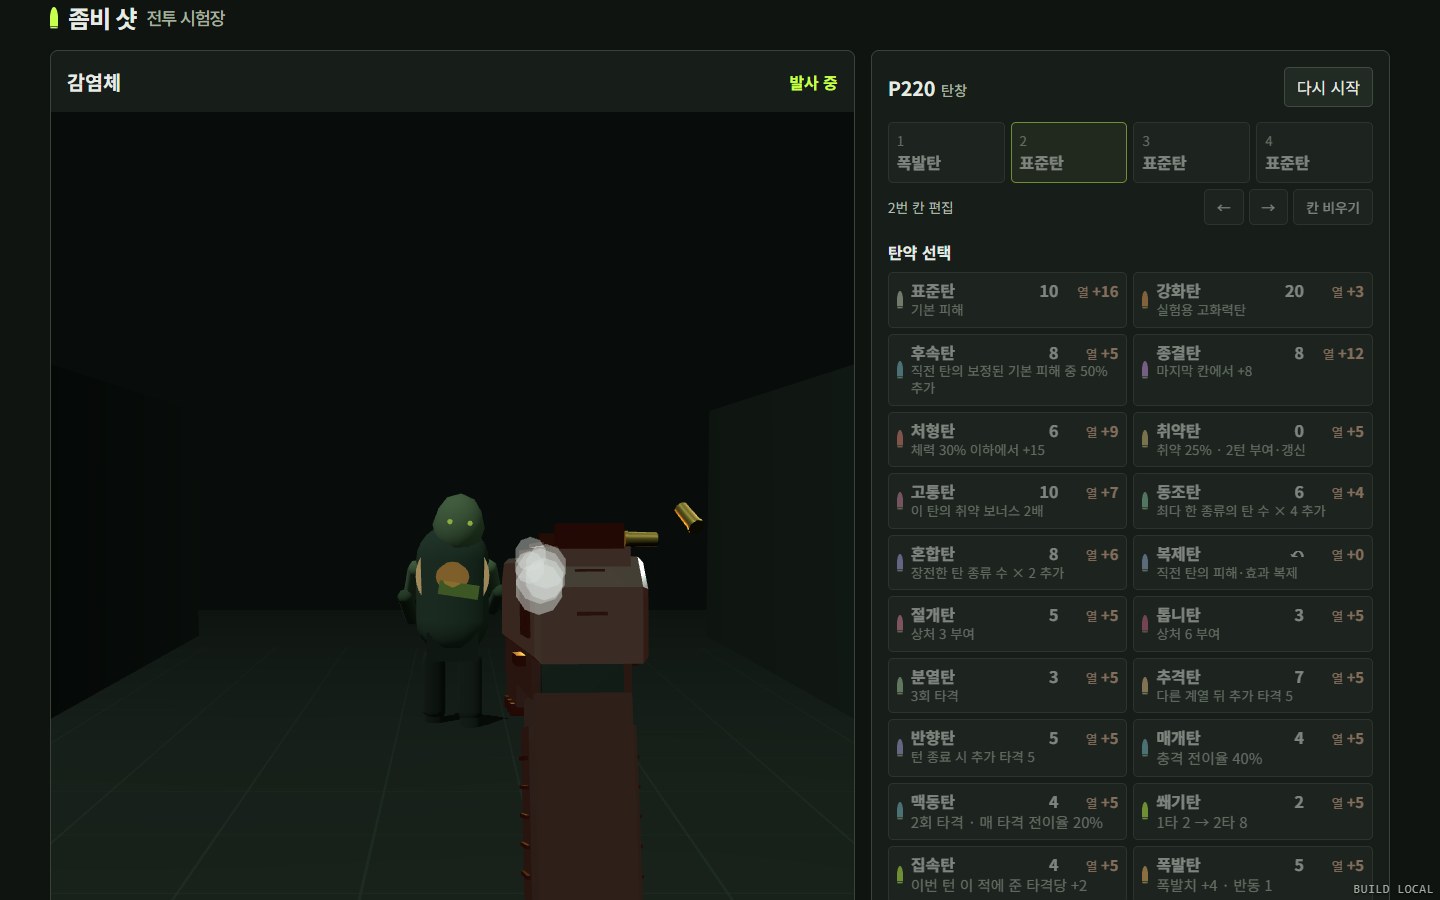 좀비 샷 전투 시험장
감염체
발사 중
P220 탄창
다시 시작
1
폭발탄
2
표준탄
3
표준탄
4
표준탄
2번 칸 편집
←
→
칸 비우기
탄약 선택
표준탄 10 열 +16
기본 피해
강화탄 20 열 +3
실험용 고화력탄
후속탄 8 열 +5
직전 탄의 보정된 기본 피해 중 50%
추가
종결탄 8 열 +12
마지막 칸에서 +8
처형탄 6 열 +9
체력 30% 이하에서 +15
취약탄 0 열 +5
취약 25% · 2턴 부여·갱신
고통탄 10 열 +7
이 탄의 취약 보너스 2배
동조탄 6 열 +4
최다 한 종류의 탄 수 × 4 추가
혼합탄 8 열 +6
장전한 탄 종류 수 × 2 추가
복제탄 열 +0
직전 탄의 피해·효과 복제
절개탄 5 열 +5
상처 3 부여
톱니탄 3 열 +5
상처 6 부여
분열탄 3 열 +5
3회 타격
추격탄 7 열 +5
다른 계열 뒤 추가 타격 5
반향탄 5 열 +5
턴 종료 시 추가 타격 5
매개탄 4 열 +5
충격 전이율 40%
맥동탄 4 열 +5
2회 타격 · 매 타격 전이율 20%
쐐기탄 2 열 +5
1타 2 → 2타 8
집속탄 4 열 +5
이번 턴 이 적에 준 타격당 +2
폭발탄 5 열 +5
폭발치 +4 · 반동 1
BUILD LOCAL